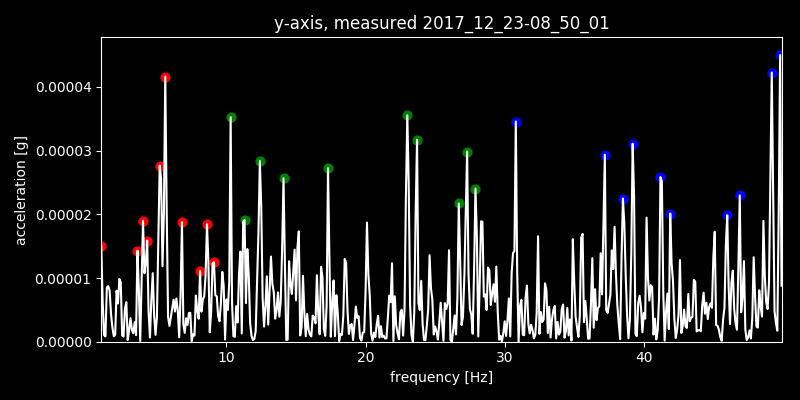 y-axis, measured 2017_12_23-08_50_01
0.00004
0.00003
0.00002
0.00001
0.00000
acceleration [g]
10 20 30 40
frequency [Hz]